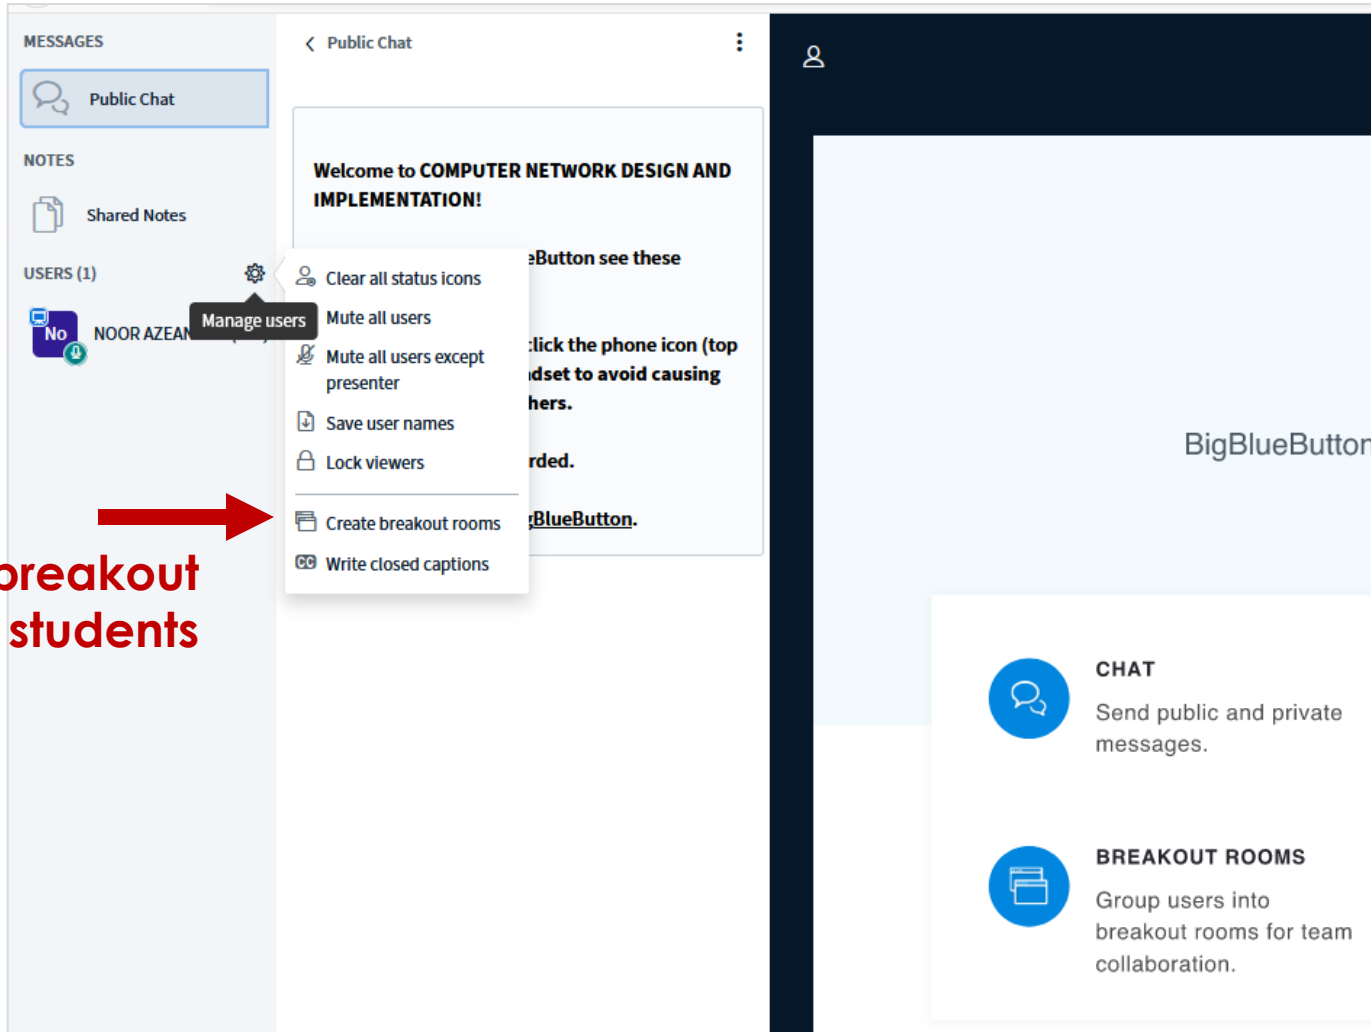 MESSAGES
Public Chat
NOTES
Shared Notes
USERS (1)
No
NOOR AZEAN
Manage users
Public Chat
Welcome to COMPUTER NETWORK DESIGN AND
IMPLEMENTATION!
eButton see these
click the phone icon (top
dset to avoid causing
hers.
rded.
gBlueButton.
Clear all status icons
Mute all users
Mute all users except
presenter
Save user names
Lock viewers
Create breakout rooms
CC Write closed captions
breakout
students
BigBlueButton
CHAT
Send public and private
messages.
BREAKOUT ROOMS
Group users into
breakout rooms for team
collaboration.